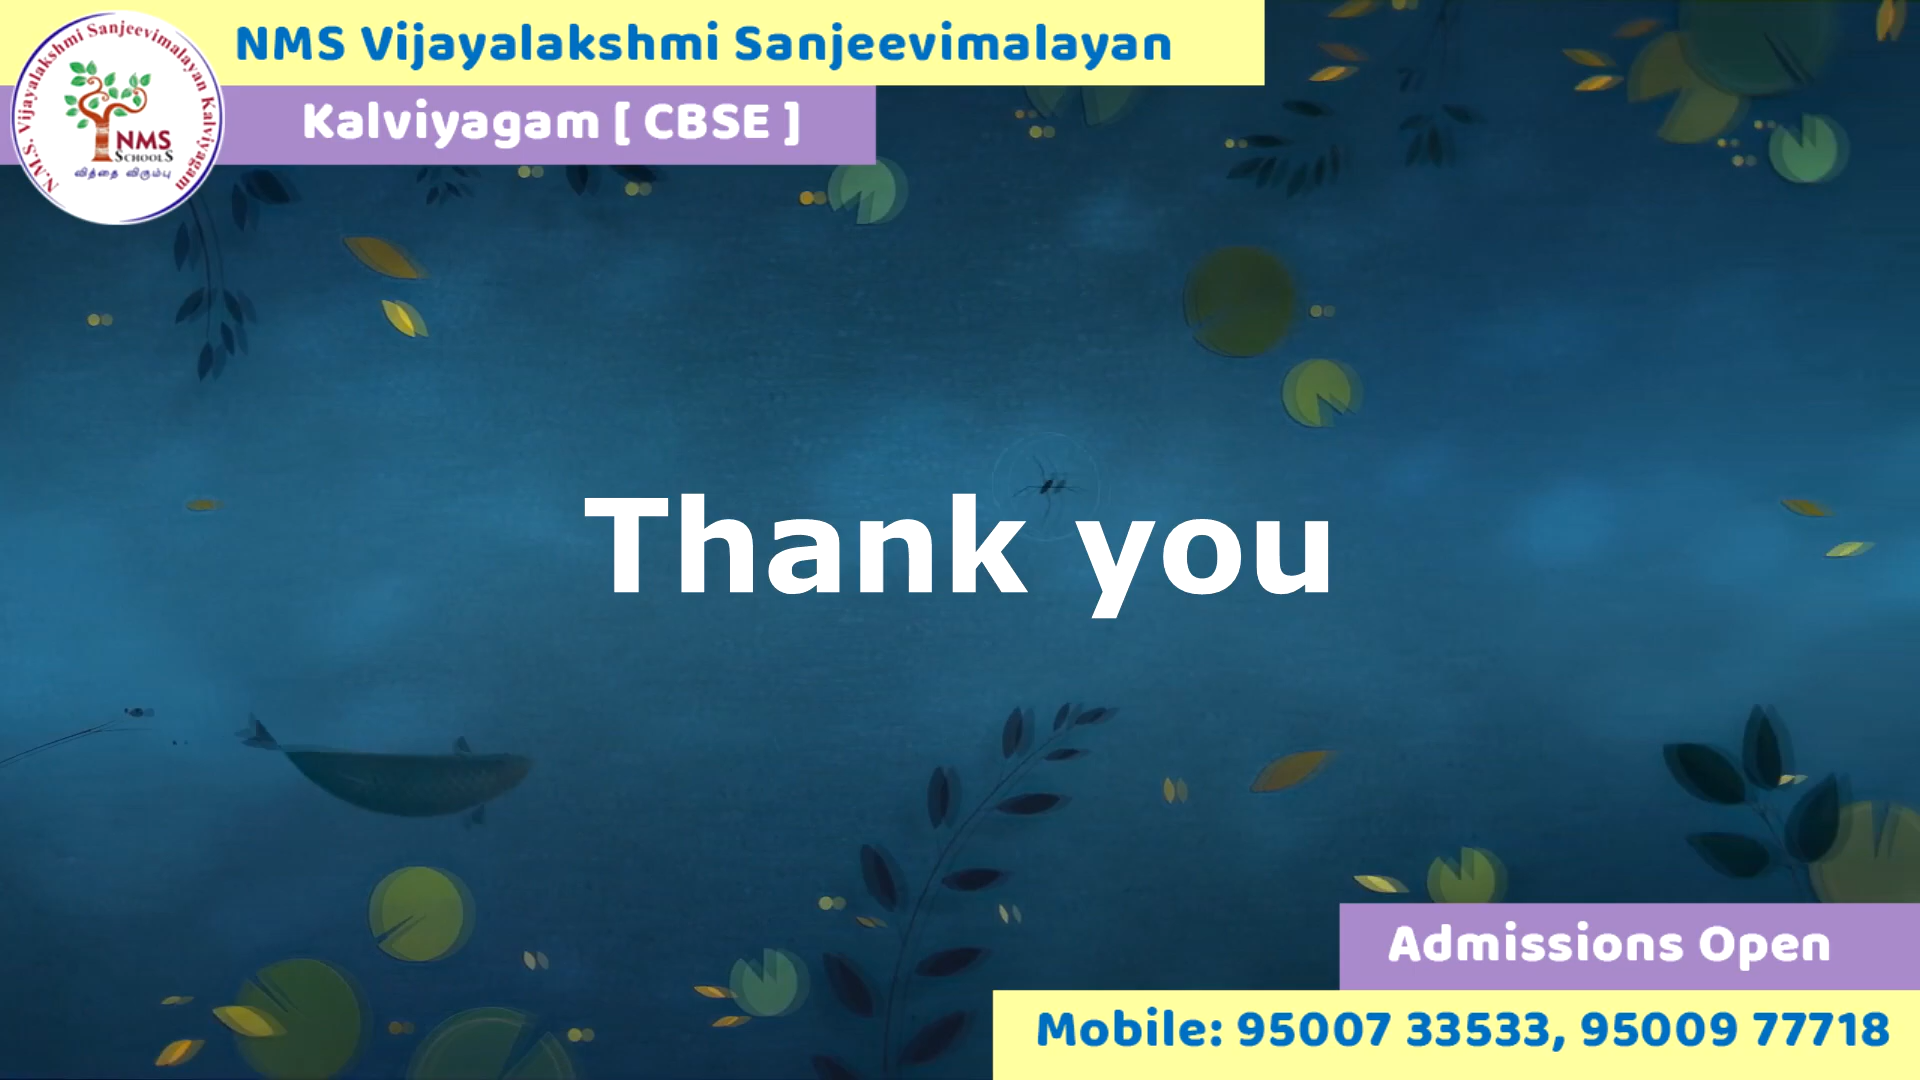 NMS Vijayalakshmi Sanjeevimalayan
Kalviyagam [ CBSE ]
N.M.S. Vijayalakshmi Sanjeevimalayan Kalviyagam
NMS
SCHOOLS
வித்தை விரும்பு
Thank you
Admissions Open
Mobile: 95007 33533, 95009 77718